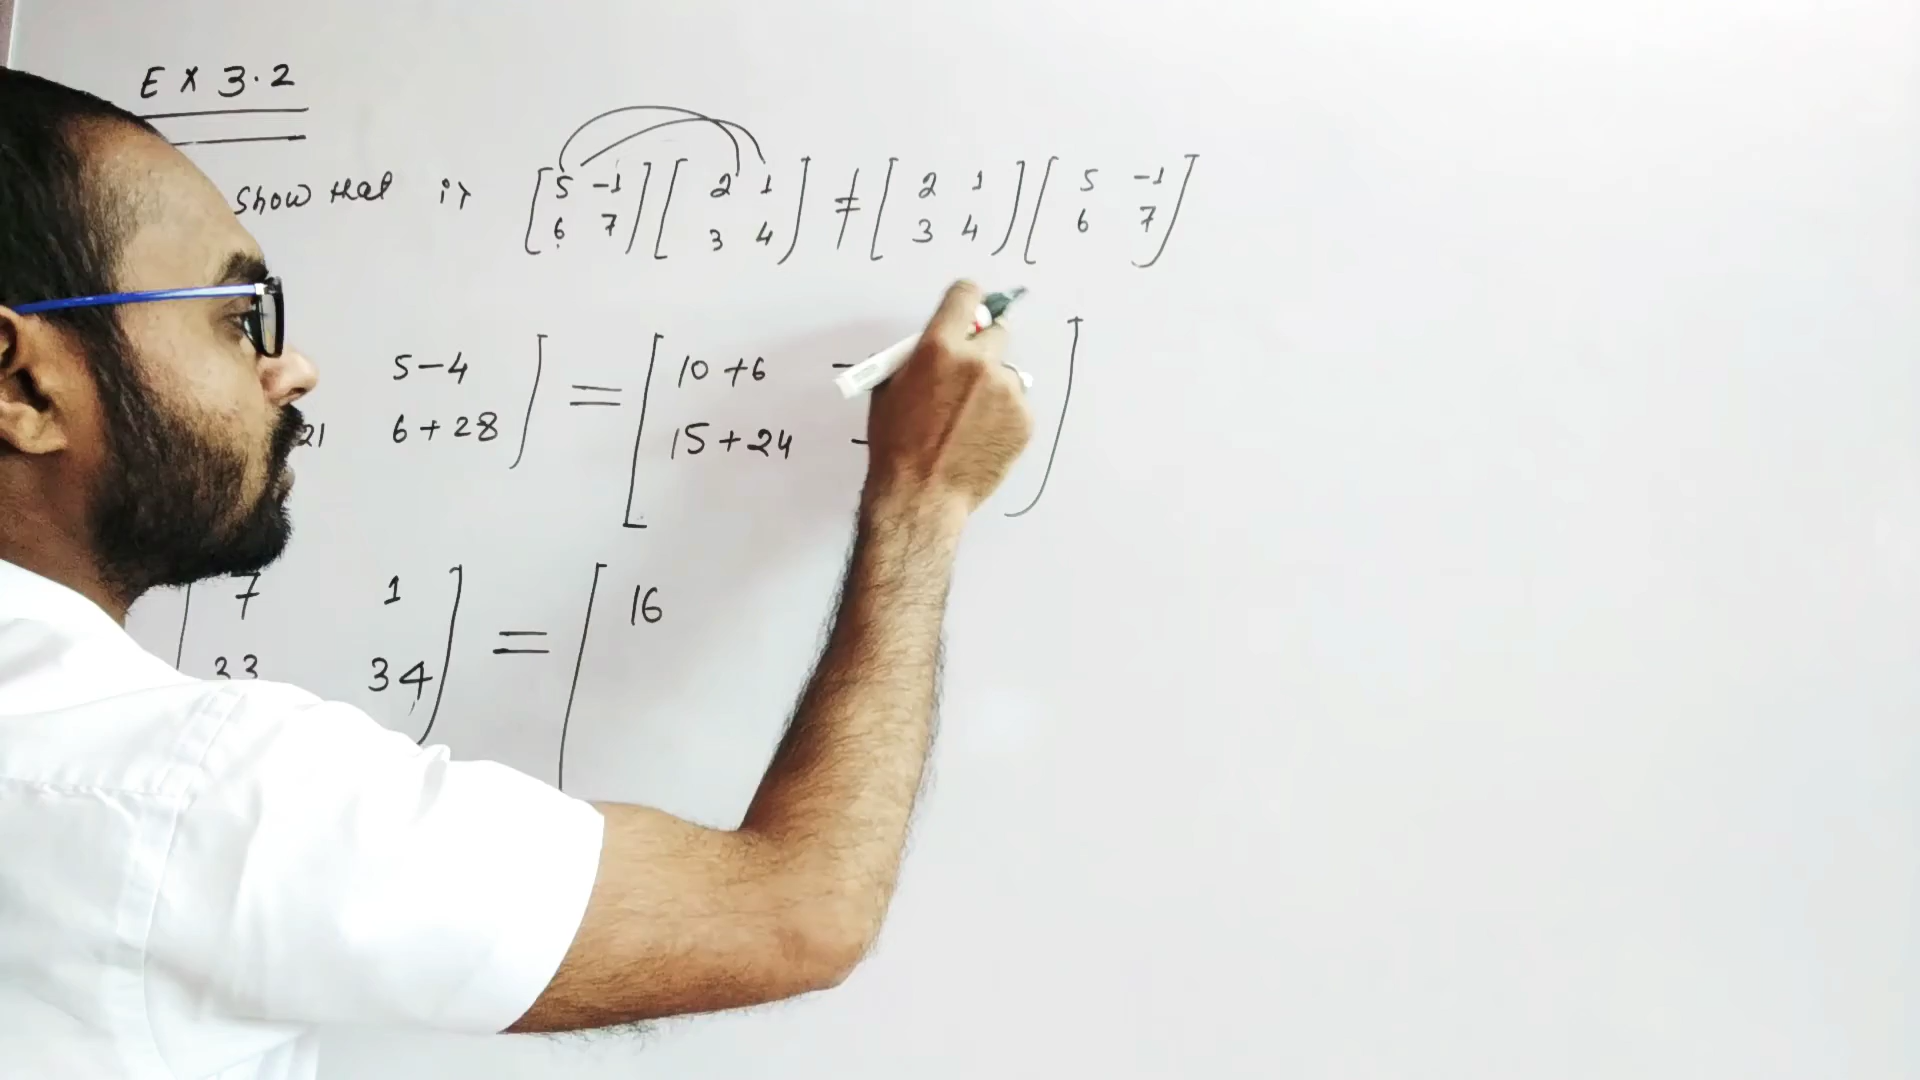 EX 3.2
Show that i) [5 -1] [2 1] ≠ [2 1] [5 -1]
[6 7] [3 4] [3 4] [6 7]
5-4 ] = [ 10+6 -
21 6+28 ] [ 15+24 -
[ 7 1 ] = [ 16
33 34 ]